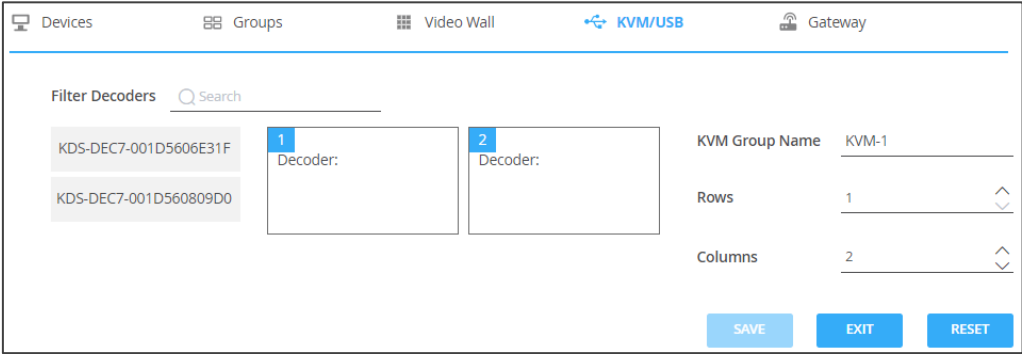 Devices Groups Video Wall KVM/USB Gateway
Filter Decoders Search
KDS-DEC7-001D5606E31F
KDS-DEC7-001D560809D0
1
Decoder:
2
Decoder:
KVM Group Name KVM-1
Rows 1
Columns 2
SAVE EXIT RESET